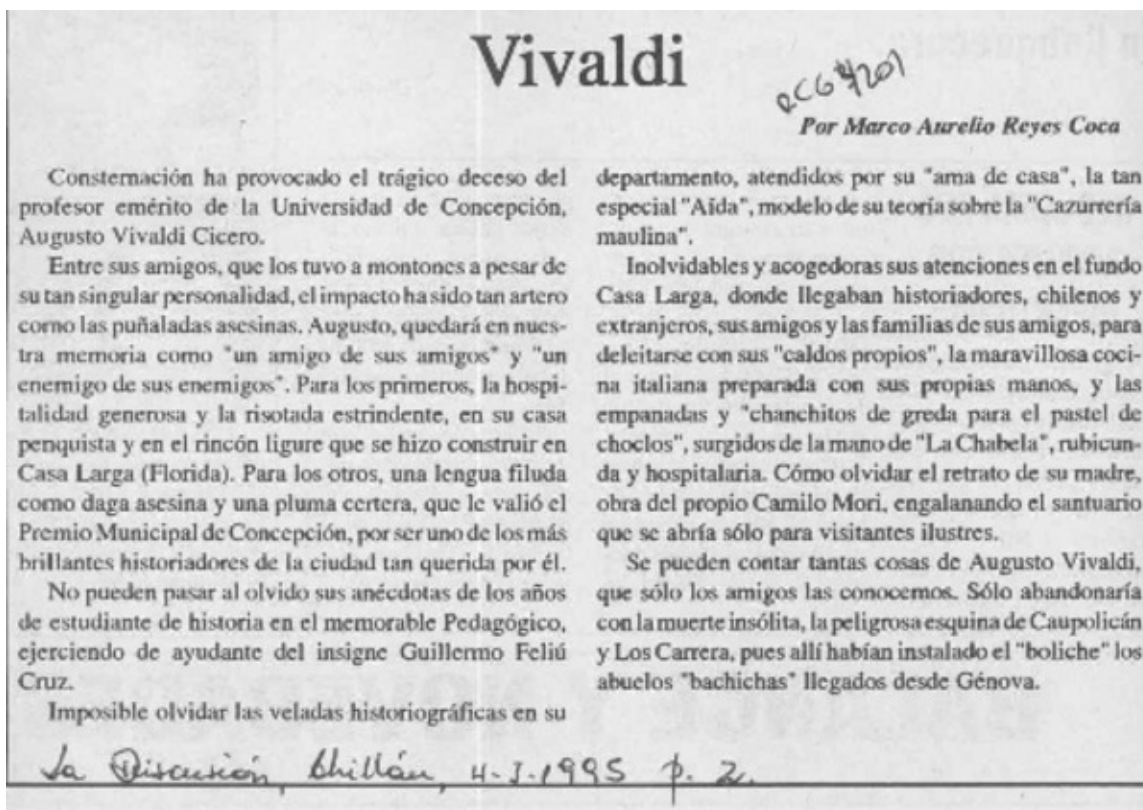 Vivaldi
Por Marco Aurelio Reyes Coca
Consternación ha provocado el trágico deceso del
profesor emérito de la Universidad de Concepción,
Augusto Vivaldi Cicero.
Entre sus amigos, que los tuvo a montones a pesar de
su tan singular personalidad, el impacto ha sido tan artero
como las puñaladas asesinas. Augusto, quedará en nues-
tra memoria como "un amigo de sus amigos" y "un
enemigo de sus enemigos". Para los primeros, la hospi-
talidad generosa y la risotada estrindente, en su casa
penquista y en el rincón ligure que se hizo construir en
Casa Larga (Florida). Para los otros, una lengua filuda
como daga asesina y una pluma certera, que le valió el
Premio Municipal de Concepción, por ser uno de los más
brillantes historiadores de la ciudad tan querida por él.
No pueden pasar al olvido sus anécdotas de los años
de estudiante de historia en el memorable Pedagógico,
ejerciendo de ayudante del insigne Guillermo Feliú
Cruz.
Imposible olvidar las veladas historiográficas en su
departamento, atendidos por su "ama de casa", la tan
especial "Aída", modelo de su teoría sobre la "Cazurrería
maulina".
Inolvidables y acogedoras sus atenciones en el fundo
Casa Larga, donde llegaban historiadores, chilenos y
extranjeros, sus amigos y las familias de sus amigos, para
deleitarse con sus "caldos propios", la maravillosa coci-
na italiana preparada con sus propias manos, y las
empanadas y "chanchitos de greda para el pastel de
choclos", surgidos de la mano de "La Chabela", rubicun-
da y hospitalaria. Cómo olvidar el retrato de su madre,
obra del propio Camilo Mori, engalanando el santuario
que se abría sólo para visitantes ilustres.
Se pueden contar tantas cosas de Augusto Vivaldi,
que sólo los amigos las conocemos. Sólo abandonaría
con la muerte insólita, la peligrosa esquina de Caupolicán
y Los Carrera, pues allí habían instalado el "boliche" los
abuelos "bachichas" llegados desde Génova.
La Discusión, Chillán, 4-I-1995 p. 2.